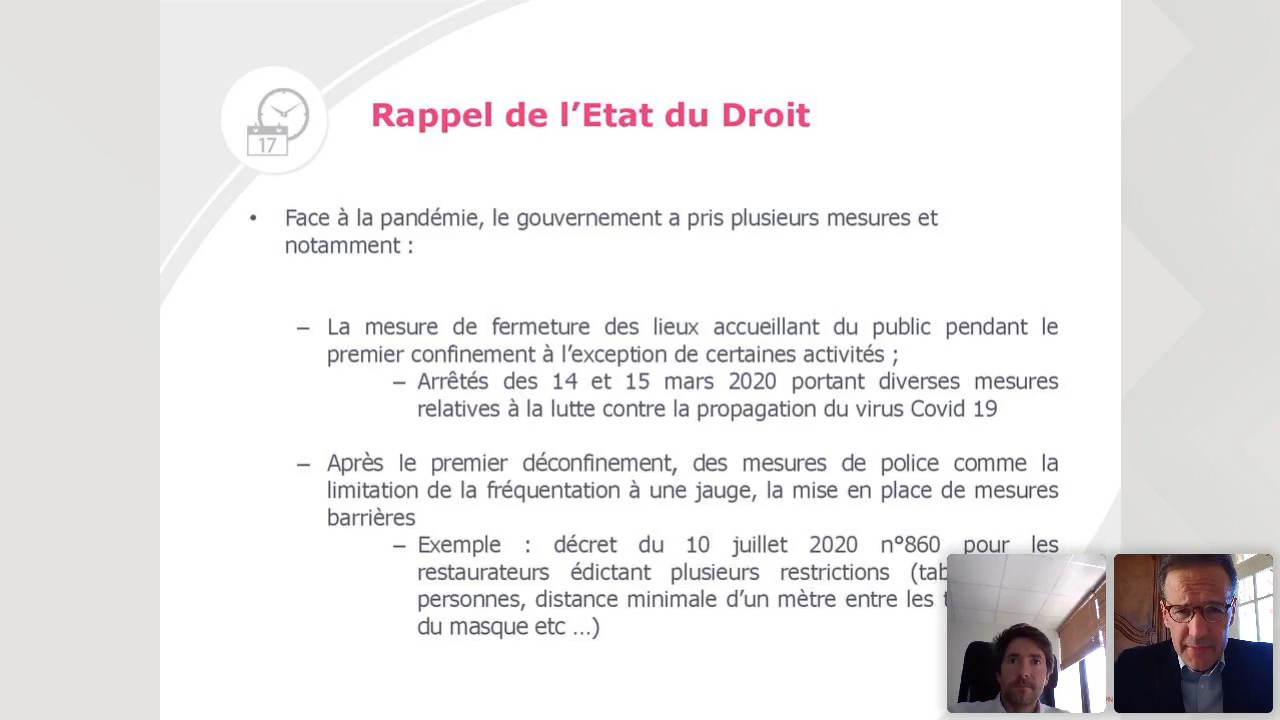 17
Rappel de l’Etat du Droit
• Face à la pandémie, le gouvernement a pris plusieurs mesures et
notamment :
– La mesure de fermeture des lieux accueillant du public pendant le
premier confinement à l’exception de certaines activités ;
– Arrêtés des 14 et 15 mars 2020 portant diverses mesures
relatives à la lutte contre la propagation du virus Covid 19
– Après le premier déconfinement, des mesures de police comme la
limitation de la fréquentation à une jauge, la mise en place de mesures
barrières
– Exemple : décret du 10 juillet 2020 n°860 pour les
restaurateurs édictant plusieurs restrictions
personnes, distance minimale d’un mètre entre les
du masque etc …)